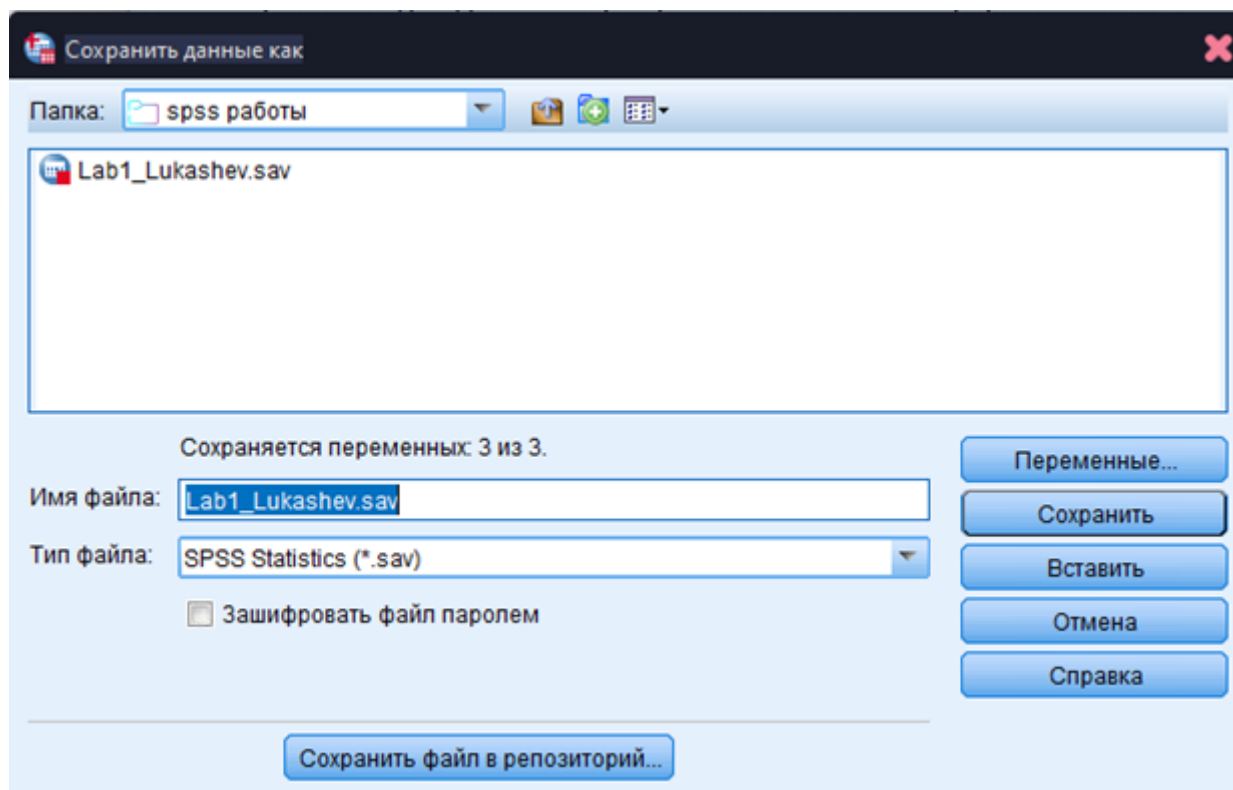 Сохранить данные как
Папка: spss работы
Lab1_Lukashev.sav
Сохраняется переменных: 3 из 3.
Переменные...
Имя файла: Lab1_Lukashev.sav
Сохранить
Тип файла: SPSS Statistics (*.sav)
Вставить
Зашифровать файл паролем
Отмена
Справка
Сохранить файл в репозиторий...